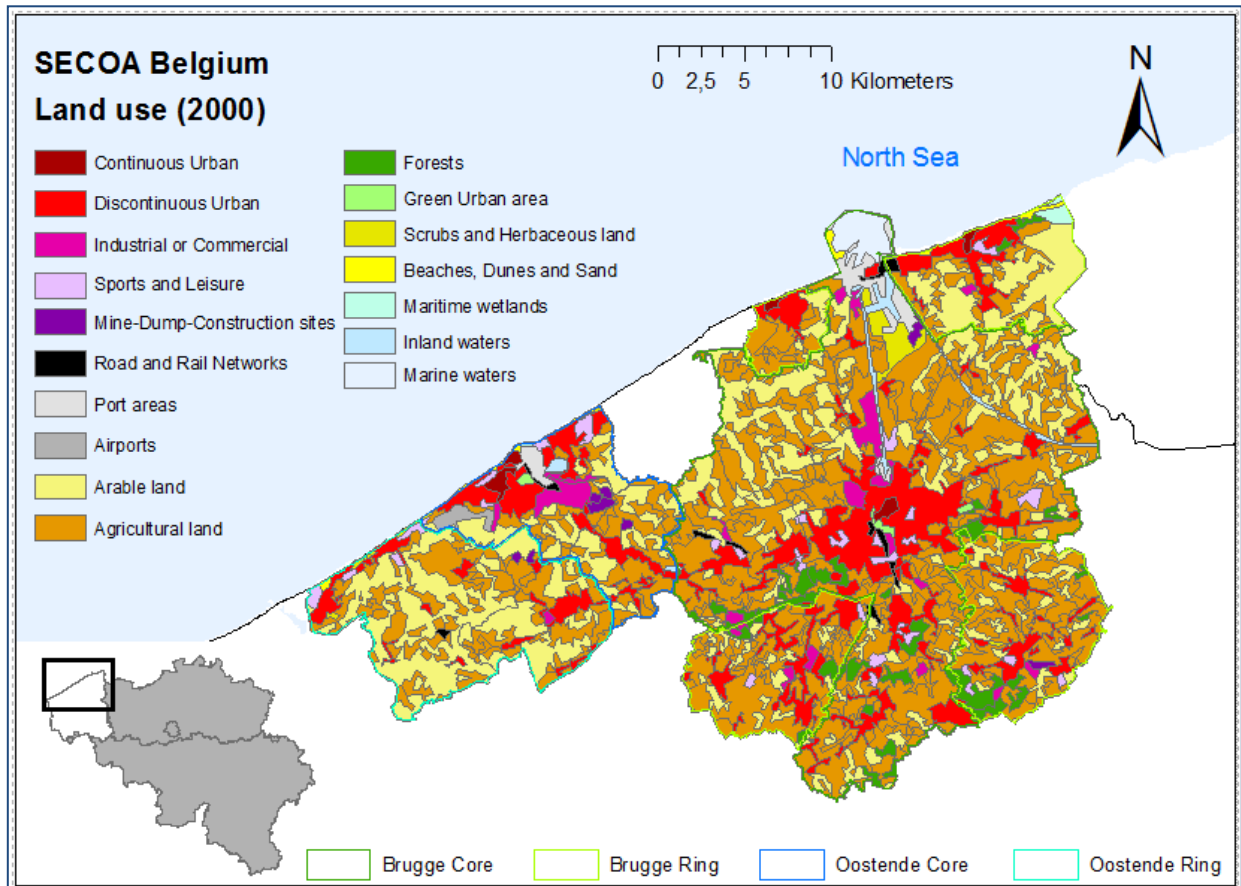 SECOA Belgium
Land use (2000)
0 2,5 5 10 Kilometers
N
North Sea
Continuous Urban
Discontinuous Urban
Industrial or Commercial
Sports and Leisure
Mine-Dump-Construction sites
Road and Rail Networks
Port areas
Airports
Arable land
Agricultural land
Forests
Green Urban area
Scrubs and Herbaceous land
Beaches, Dunes and Sand
Maritime wetlands
Inland waters
Marine waters
Brugge Core
Brugge Ring
Oostende Core
Oostende Ring